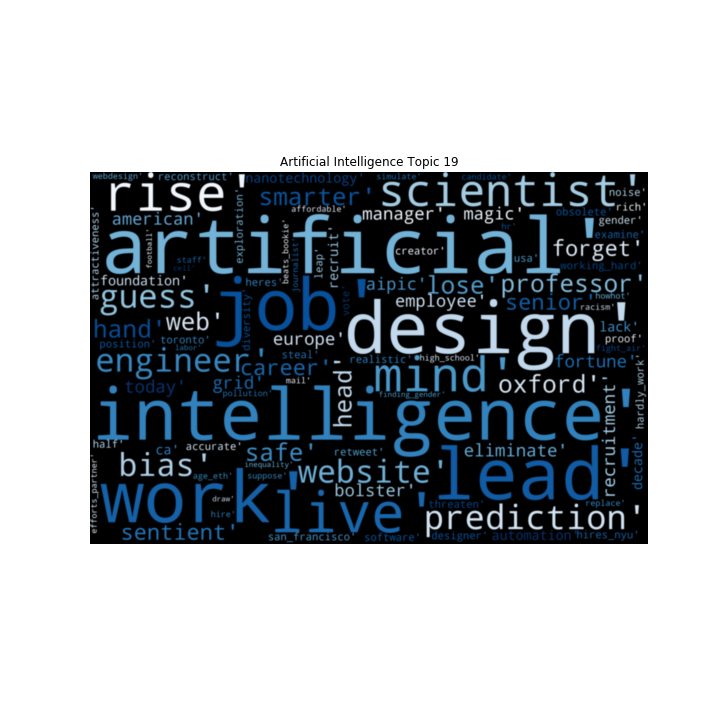 Artificial Intelligence Topic 19
webdesign' reconstruct' nanotechnology' simulate' candidate'
rise' smarter' scientist' noise'
american' affordable' manager' magic' obsolete' rich'
gender'
attractiveness' football' exploration' beats_bookie' journalist' leap' recruit'
artificial' creator' hr' usa' forget' examine'
staff' working_hard'
cell'
foundation' heres' aipic' lose' professor'
guess' job' vote' employee' senior' howhot'
racism'
hand' web' diversity' europe' design' lack'
position' toronto' proof'
labor' steal' fight_air'
engineer' career' realistic' high_school' fortune'
today' grid' mail' head' mind' oxford'
pollution' finding_gender' hardly_work'
intelligence'
half' ca' accurate' safe' retweet' eliminate' recruitment' decade'
bias' age_eth' inequality' website' lead'
suppose'
efforts_partner' work' draw' live' bolster' threaten' replace'
hire' prediction'
sentient' san_francisco' software' designer' automation' hires_nyu'